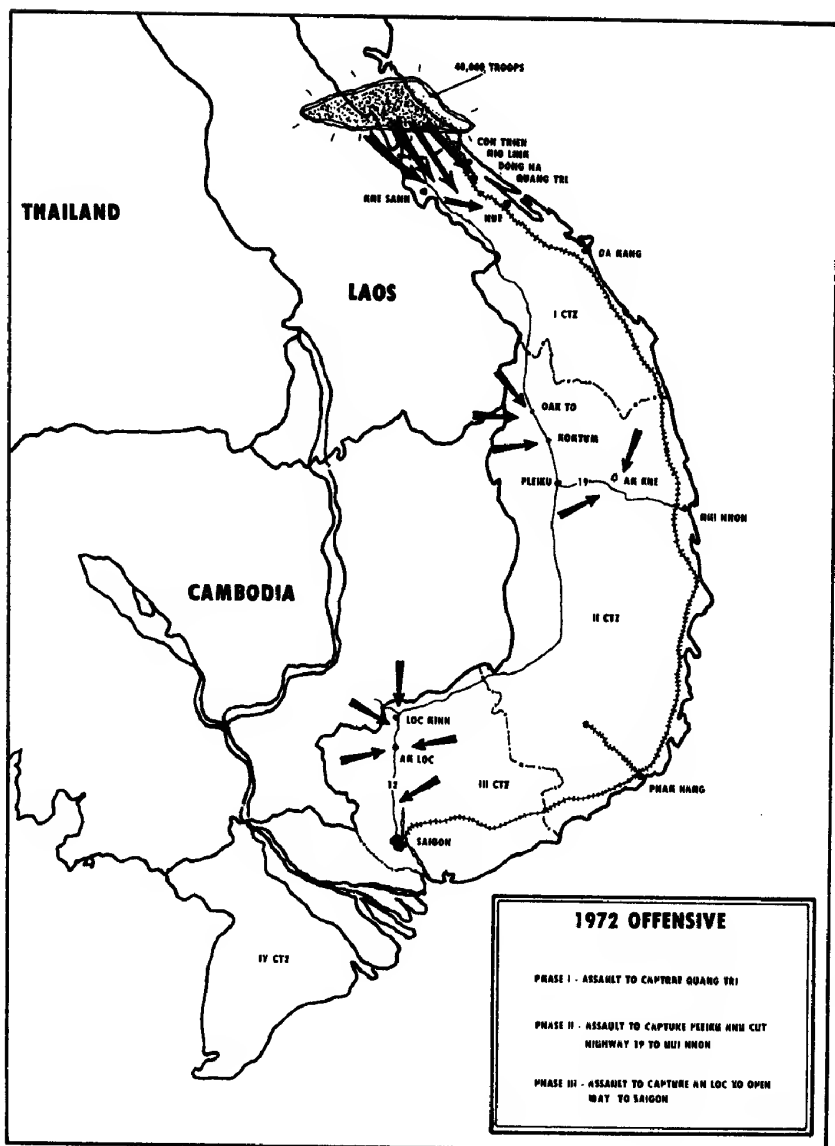 40,000 TROOPS
CON THIEN
GIO LINH
DONG HA
QUANG TRI
KHE SANH
HUE
THAILAND
DA NANG
LAOS
I CTZ
DAK TO
KONTUM
PLEIKU
19
AN KHE
QUI NHON
CAMBODIA
II CTZ
LOC NINH
AN LOC
13
III CTZ
PHAN RANG
SAIGON
IV CTZ
1972 OFFENSIVE
PHASE I - ASSAULT TO CAPTURE QUANG TRI
PHASE II - ASSAULT TO CAPTURE PLEIKU AND CUT
HIGHWAY 19 TO QUI NHON
PHASE III - ASSAULT TO CAPTURE AN LOC TO OPEN
WAY TO SAIGON